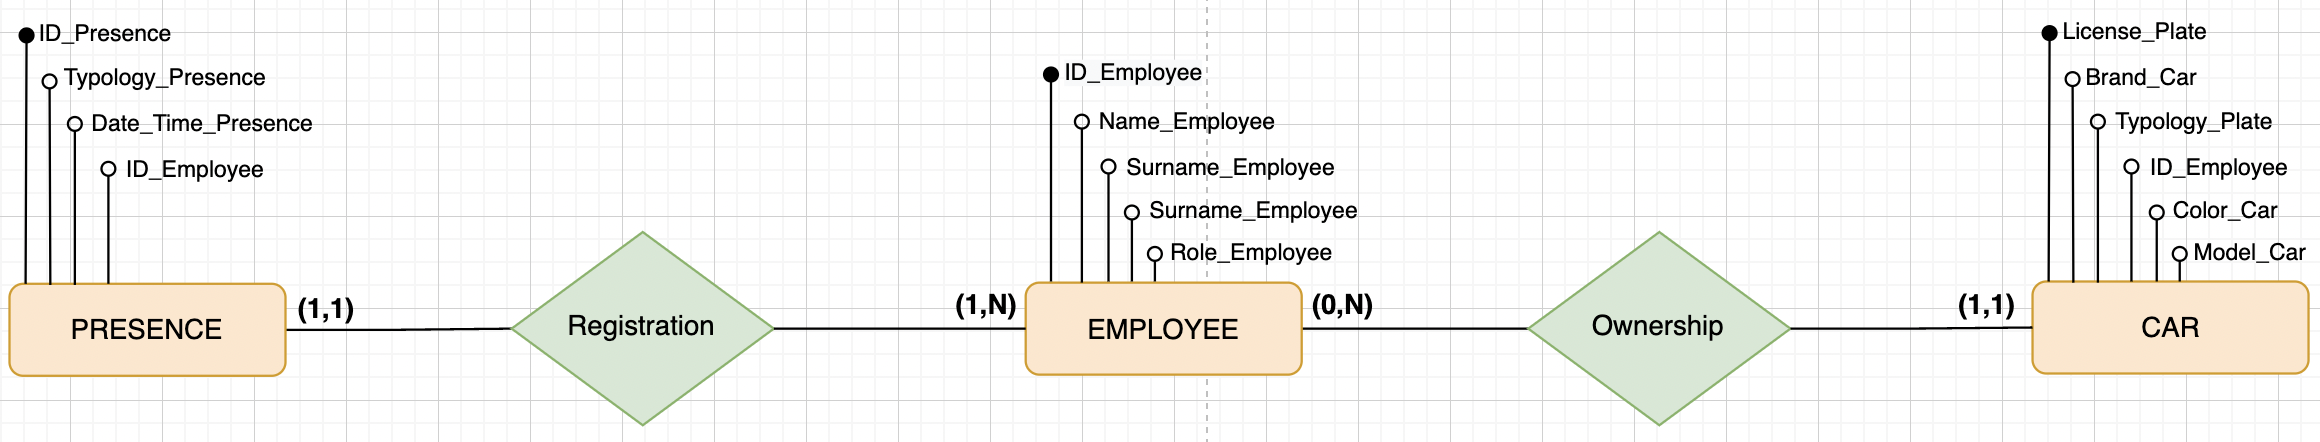 ID_Presence
Typology_Presence
Date_Time_Presence
ID_Employee
PRESENCE
(1,1)
Registration
(1,N)
ID_Employee
Name_Employee
Surname_Employee
Surname_Employee
Role_Employee
EMPLOYEE
(0,N)
Ownership
(1,1)
License_Plate
Brand_Car
Typology_Plate
ID_Employee
Color_Car
Model_Car
CAR